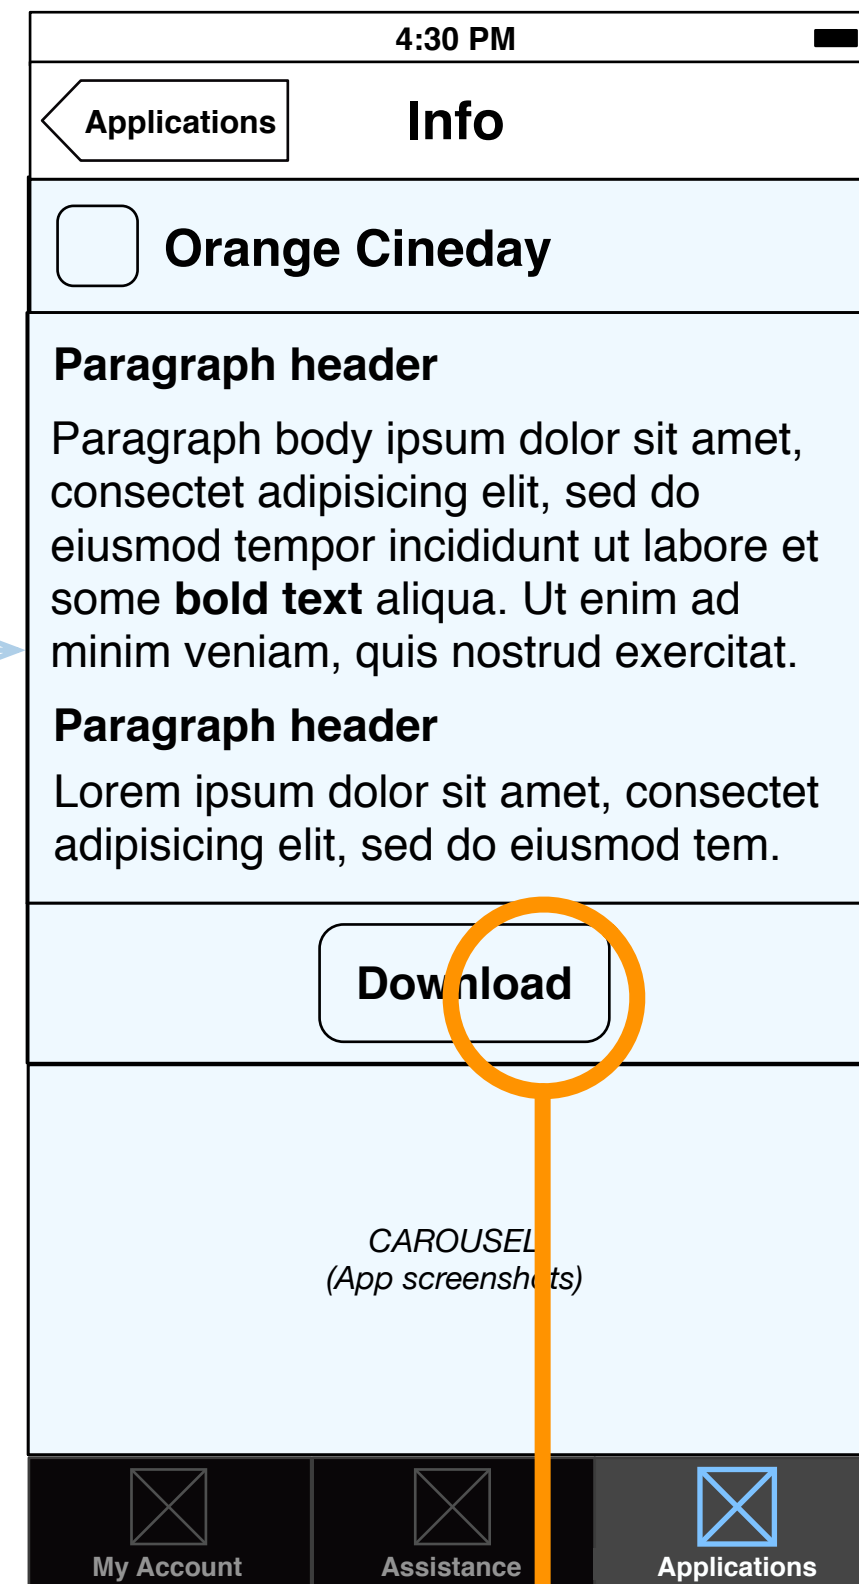 4:30 PM
Applications
Info
Orange Cineday
Paragraph header
Paragraph body ipsum dolor sit amet,
consectet adipisicing elit, sed do
eiusmod tempor incididunt ut labore et
some bold text aliqua. Ut enim ad
minim veniam, quis nostrud exercitat.
Paragraph header
Lorem ipsum dolor sit amet, consectet
adipisicing elit, sed do eiusmod tem.
Download
CAROUSEL
(App screenshots)
My Account
Assistance
Applications